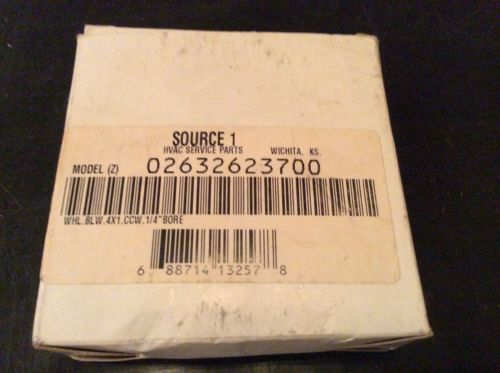 SOURCE 1
HVAC SERVICE PARTS WICHITA, KS.
MODEL (Z) 02632623700
WHL.BLW.4X1.CCW.1/4"BORE
6 88714 13257 8